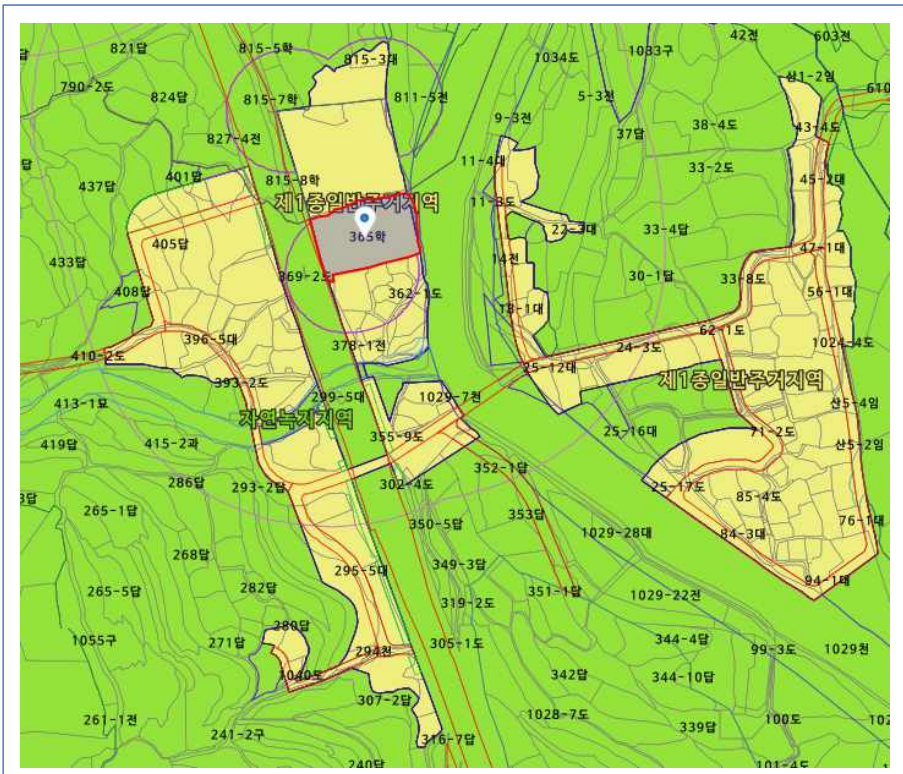 821답
815-5학
42전
603전
815-3대
1034도
1033구
790-2도
824답
815-7학
811-5전
5-3전
산1-2임
610
9-3전
827-4전
37답
38-4도
43-4도
401답
815-8학
11-4대
33-2도
45-2대
437답
제1종일반주거지역
11-3도
365학
22-3대
33-4답
405답
47-1대
433답
14전
369-2도
30-1답
33-8도
408답
362-1도
56-1대
18-1대
62-1도
396-5대
378-1전
24-3도
1024-4도
410-2도
25-12대
393-2도
제1종일반주거지역
299-5대
1029-7천
413-1묘
자연녹지지역
산5-4임
419답
415-2과
355-9도
25-16대
71-2도
산5-2임
352-1답
286답
293-2답
302-4도
25-17도
85-4도
265-1답
350-5답
353답
76-1대
1029-28대
84-3대
268답
349-3답
295-5대
94-1대
265-5답
282답
319-2도
351-1답
1029-22전
280답
1055구
271답
305-1도
344-4답
99-3도
1029천
294전
1040도
342답
344-10답
307-2답
261-1전
1028-7도
100도
241-2구
339답
316-7답
240답
101-4도